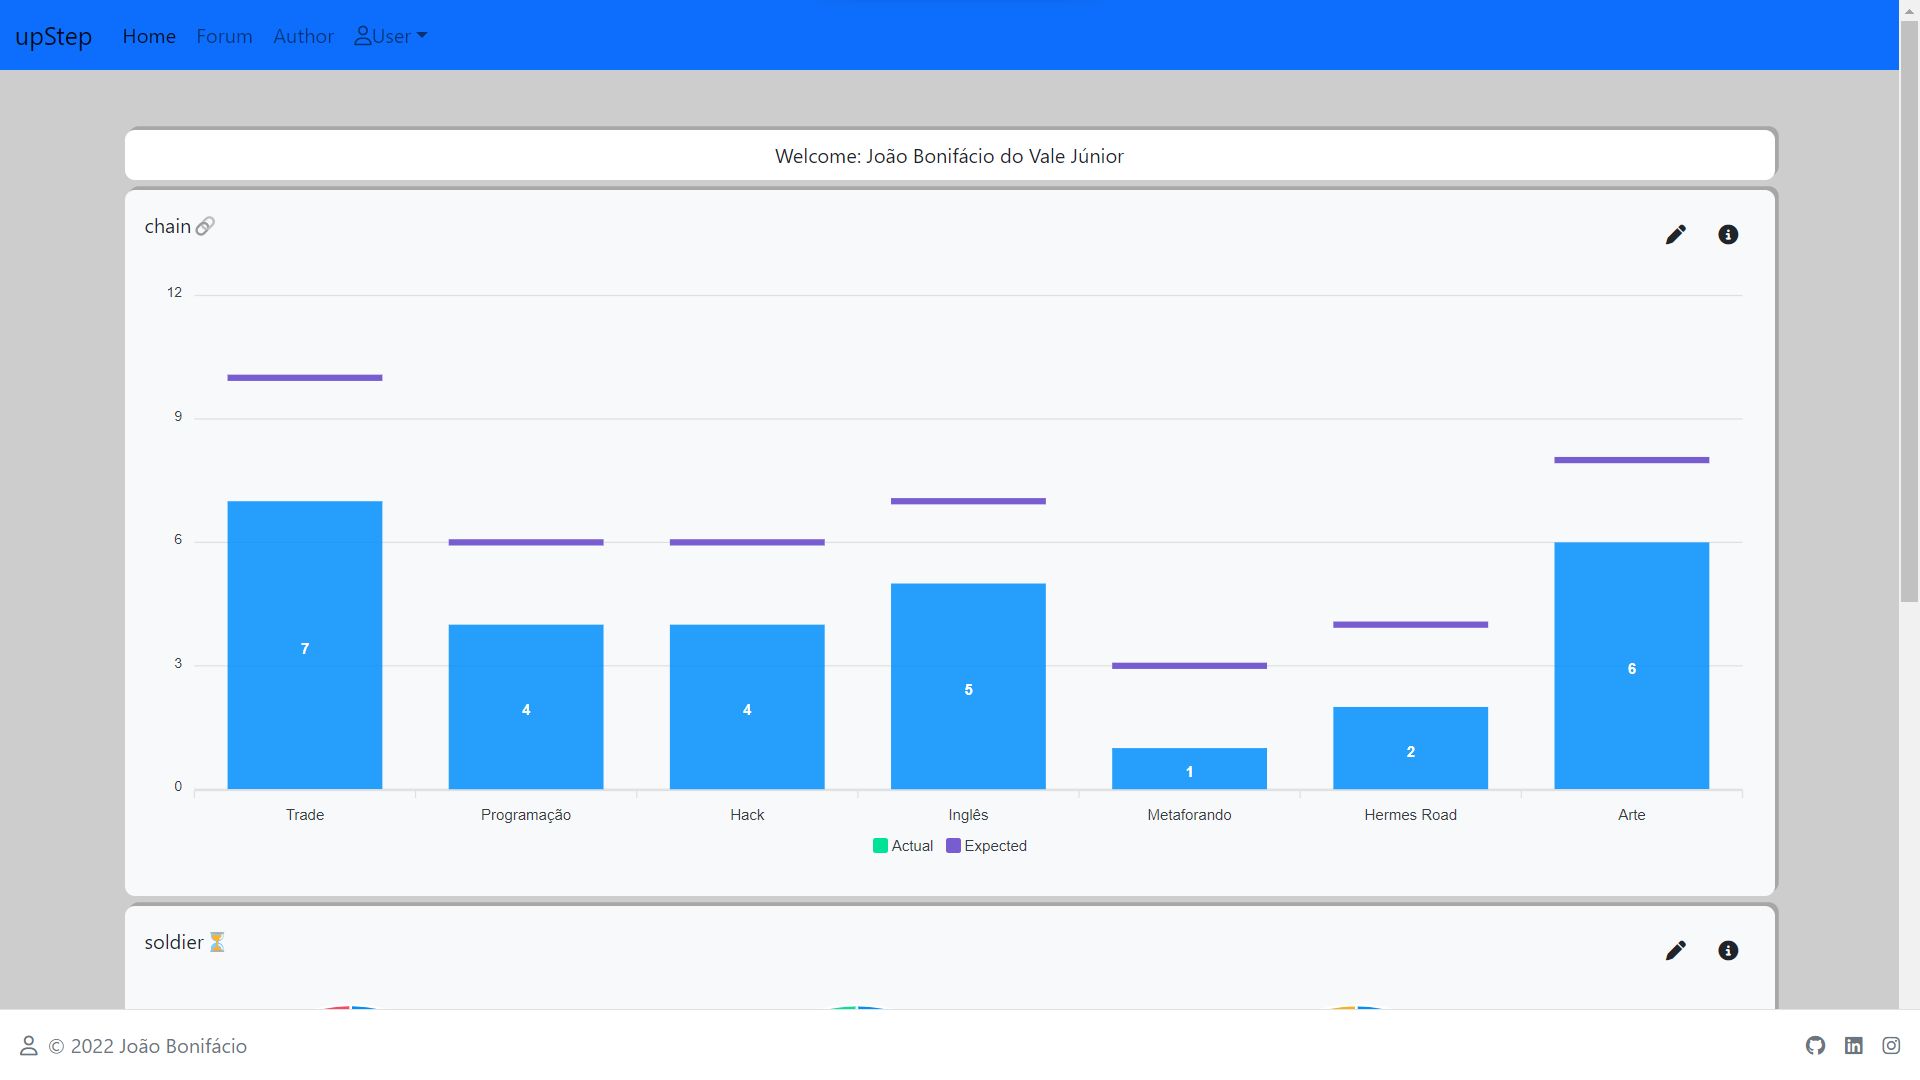 upStep Home Forum Author User
Welcome: João Bonifácio do Vale Júnior
chain
12
9
6
3
0
7
4
4
5
1
2
6
Trade Programação Hack Inglês Metaforando Hermes Road Arte
Actual Expected
soldier
© 2022 João Bonifácio